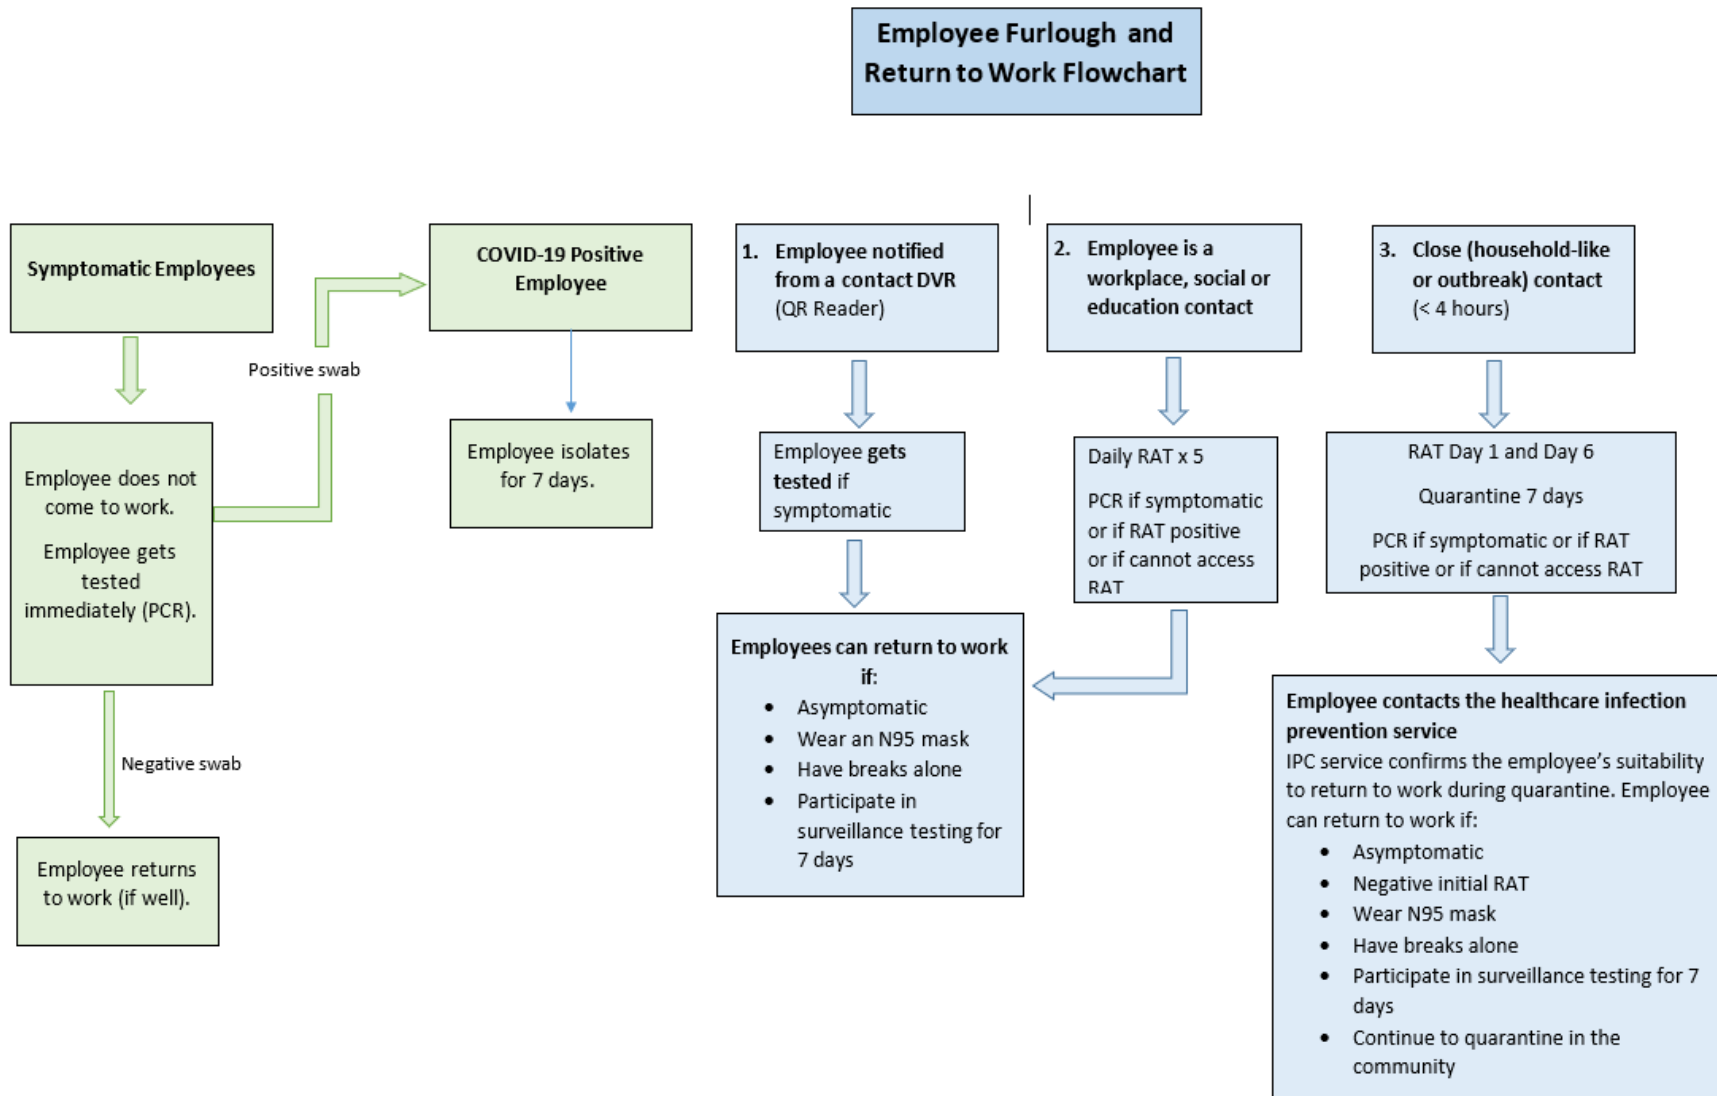 Employee Furlough and
Return to Work Flowchart
Symptomatic Employees
Employee does not
come to work.
Employee gets
tested
immediately (PCR).
Positive swab
Negative swab
Employee returns
to work (if well).
COVID-19 Positive
Employee
Employee isolates
for 7 days.
1. Employee notified
from a contact DVR
(QR Reader)
Employee gets
tested if
symptomatic
2. Employee is a
workplace, social or
education contact
Daily RAT x 5
PCR if symptomatic
or if RAT positive
or if cannot access
RAT
Employees can return to work
if:
• Asymptomatic
• Wear an N95 mask
• Have breaks alone
• Participate in
surveillance testing for
7 days
3. Close (household-like
or outbreak) contact
(< 4 hours)
RAT Day 1 and Day 6
Quarantine 7 days
PCR if symptomatic or if RAT
positive or if cannot access RAT
Employee contacts the healthcare infection
prevention service
IPC service confirms the employee’s suitability
to return to work during quarantine. Employee
can return to work if:
• Asymptomatic
• Negative initial RAT
• Wear N95 mask
• Have breaks alone
• Participate in surveillance testing for 7
days
• Continue to quarantine in the
community